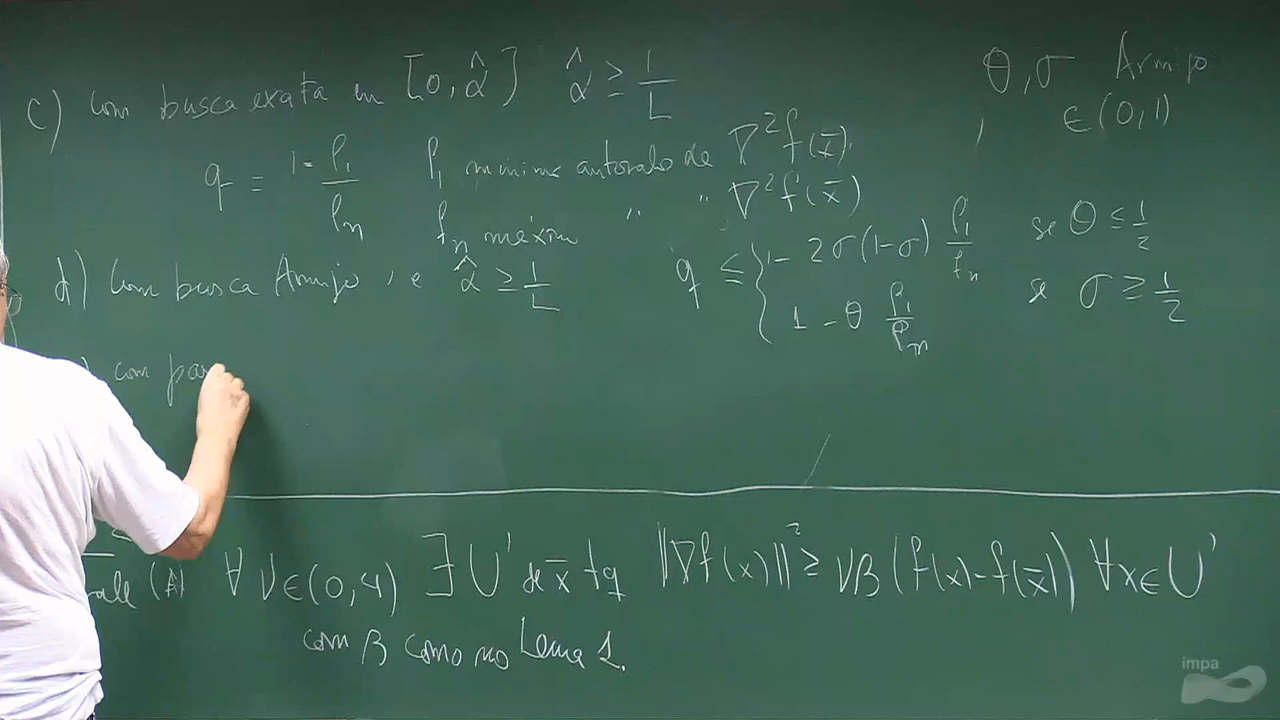 c) com busca exata em [0, α̂] α̂ ≥ 1/L
θ, σ Armijo
∈ (0,1)
q = 1 - ρ₁/ρₙ ρ₁ mínimo autovalo de ∇²f(x̄)
ρₙ máximo " " ∇²f(x̄)
d) Com busca Armijo, e α̂ ≥ 1/L q ≤ { 1 - 2σ(1-σ) ρ₁/ρₙ se θ ≤ 1/2
1 - θ ρ₁/ρₙ se σ ≥ 1/2
) com pas
vale (A) ∀ ν ∈ (0,4) ∃ U' de x̄ tq ||∇f(x)||² ≥ νβ (f(x) - f(x̄)) ∀x ∈ U'
com β como no Lema 1.
impa